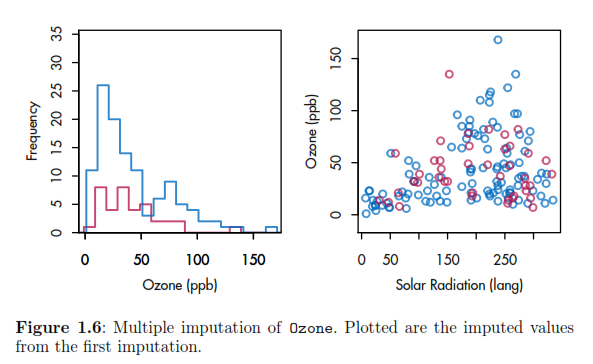 35
30
25
20
15
10
5
0
Frequency
0 50 100 150
Ozone (ppb)
150
100
50
0
Ozone (ppb)
0 50 150 250
Solar Radiation (lang)
Figure 1.6: Multiple imputation of Ozone. Plotted are the imputed values
from the first imputation.